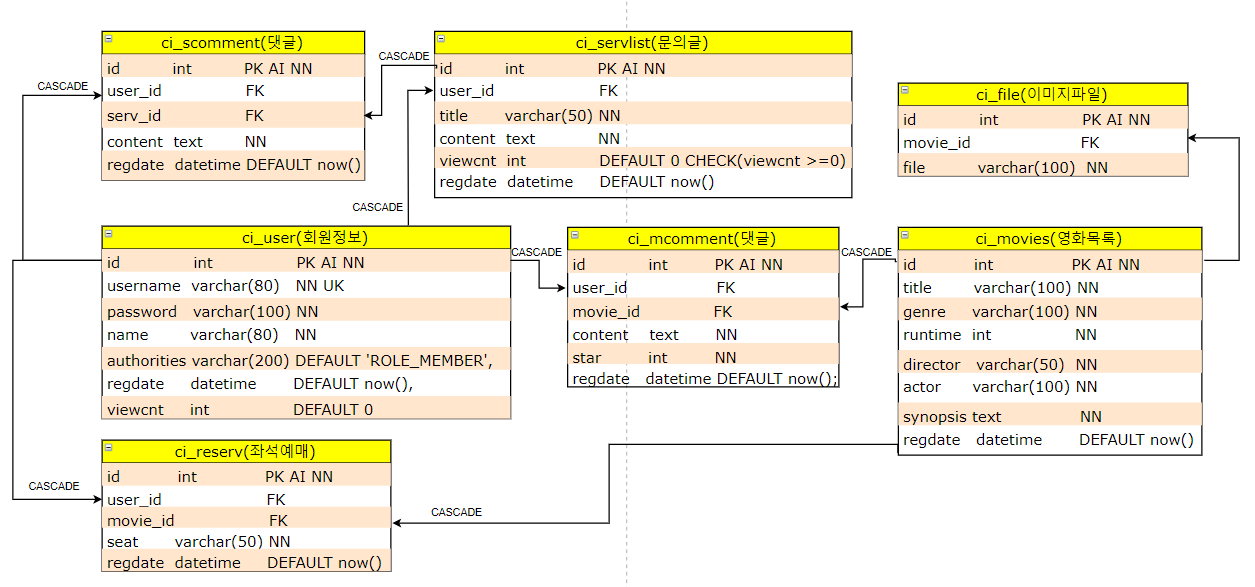 ci_scomment(댓글)
id int PK AI NN
user_id FK
serv_id FK
content text NN
regdate datetime DEFAULT now()
CASCADE
CASCADE
ci_servlist(문의글)
id int PK AI NN
user_id FK
title varchar(50) NN
content text NN
viewcnt int DEFAULT 0 CHECK(viewcnt >=0)
regdate datetime DEFAULT now()
ci_file(이미지파일)
id int PK AI NN
movie_id FK
file varchar(100) NN
CASCADE
ci_user(회원정보)
id int PK AI NN
username varchar(80) NN UK
password varchar(100) NN
name varchar(80) NN
authorities varchar(200) DEFAULT 'ROLE_MEMBER',
regdate datetime DEFAULT now(),
viewcnt int DEFAULT 0
CASCADE
ci_mcomment(댓글)
id int PK AI NN
user_id FK
movie_id FK
content text NN
star int NN
regdate datetime DEFAULT now();
CASCADE
ci_movies(영화목록)
id int PK AI NN
title varchar(100) NN
genre varchar(100) NN
runtime int NN
director varchar(50) NN
actor varchar(100) NN
synopsis text NN
regdate datetime DEFAULT now()
ci_reserv(좌석예매)
id int PK AI NN
user_id FK
movie_id FK
seat varchar(50) NN
regdate datetime DEFAULT now()
CASCADE
CASCADE